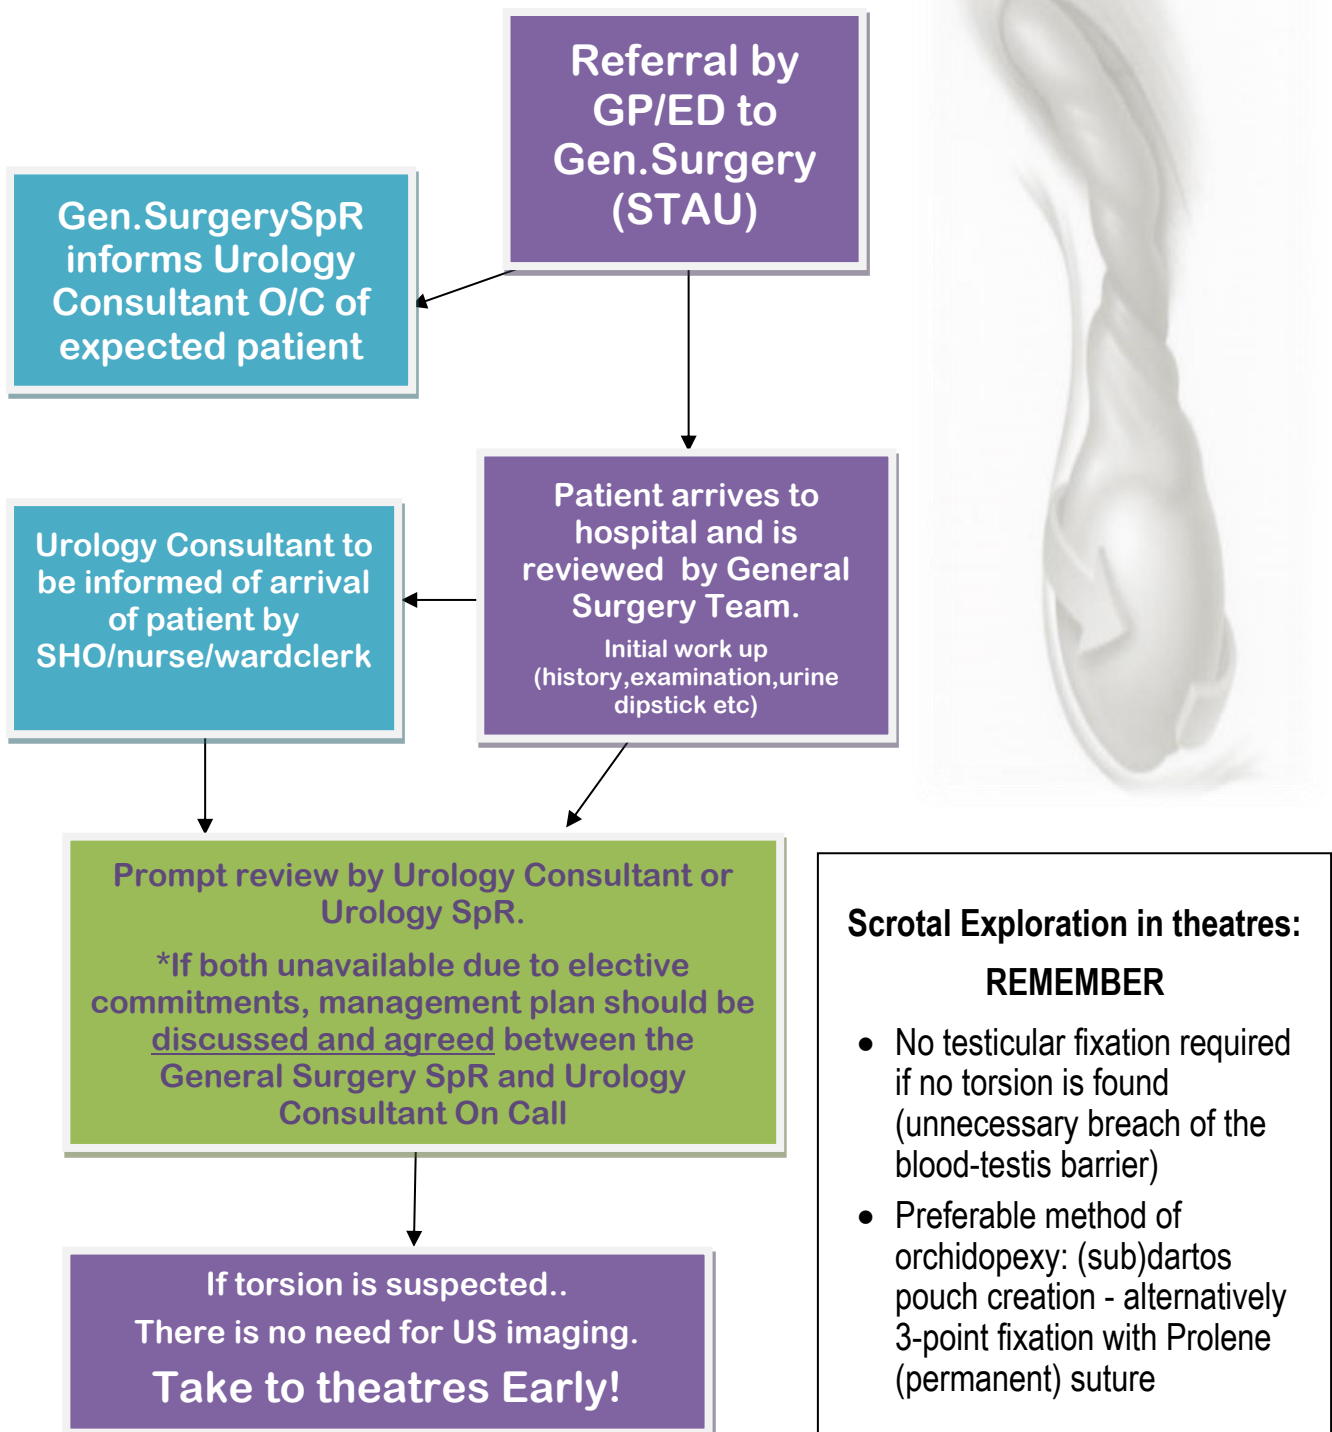 Referral by
GP/ED to
Gen.Surgery
(STAU)
Gen.SurgerySpR
informs Urology
Consultant O/C of
expected patient
Patient arrives to
hospital and is
reviewed by General
Surgery Team.
Initial work up
(history,examination,urine
dipstick etc)
Urology Consultant to
be informed of arrival
of patient by
SHO/nurse/wardclerk
Prompt review by Urology Consultant or
Urology SpR.
*If both unavailable due to elective
commitments, management plan should be
discussed and agreed between the
General Surgery SpR and Urology
Consultant On Call
If torsion is suspected..
There is no need for US imaging.
Take to theatres Early!
Scrotal Exploration in theatres:
REMEMBER
• No testicular fixation required
if no torsion is found
(unnecessary breach of the
blood-testis barrier)
• Preferable method of
orchidopexy: (sub)dartos
pouch creation - alternatively
3-point fixation with Prolene
(permanent) suture